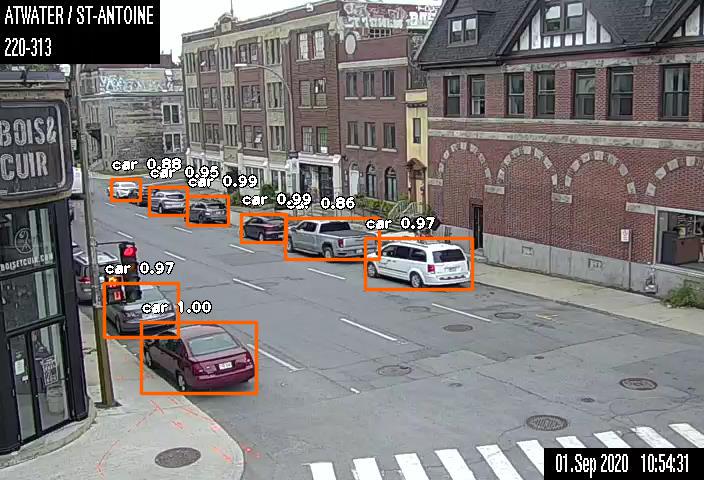 ATWATER / ST-ANTOINE
220-313
BOIS&
CUIR
car 0.88
car 0.95
car 0.99
car 0.99
0.86
car 0.97
car 0.97
car 1.00
01.Sep 2020 10:54:31